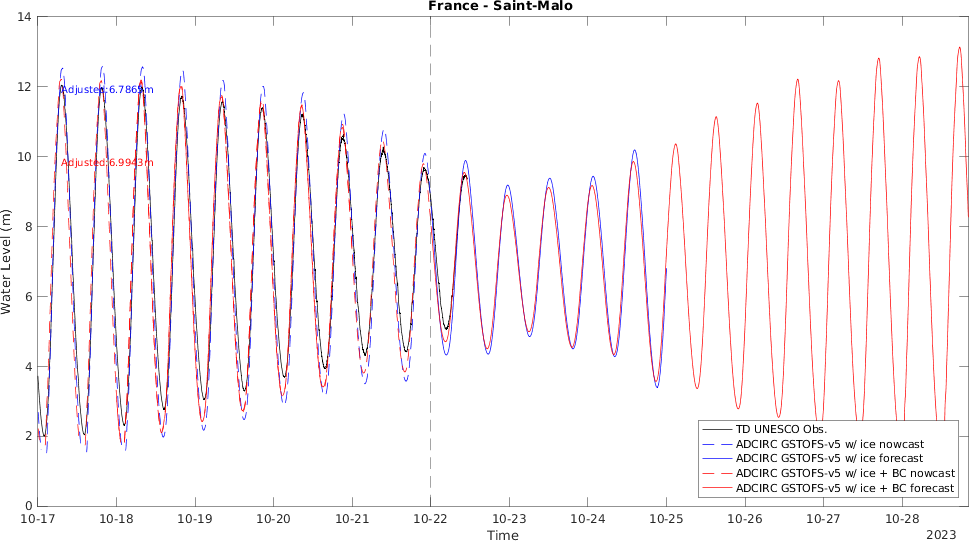 France - Saint-Malo
14
12
10
8
6
4
2
0
Water Level (m)
Adjusted:6.7869m
Adjusted:6.9943m
TD UNESCO Obs.
ADCIRC GSTOFS-v5 w/ ice nowcast
ADCIRC GSTOFS-v5 w/ ice forecast
ADCIRC GSTOFS-v5 w/ ice + BC nowcast
ADCIRC GSTOFS-v5 w/ ice + BC forecast
10-17 10-18 10-19 10-20 10-21 10-22 10-23 10-24 10-25 10-26 10-27 10-28
Time
2023